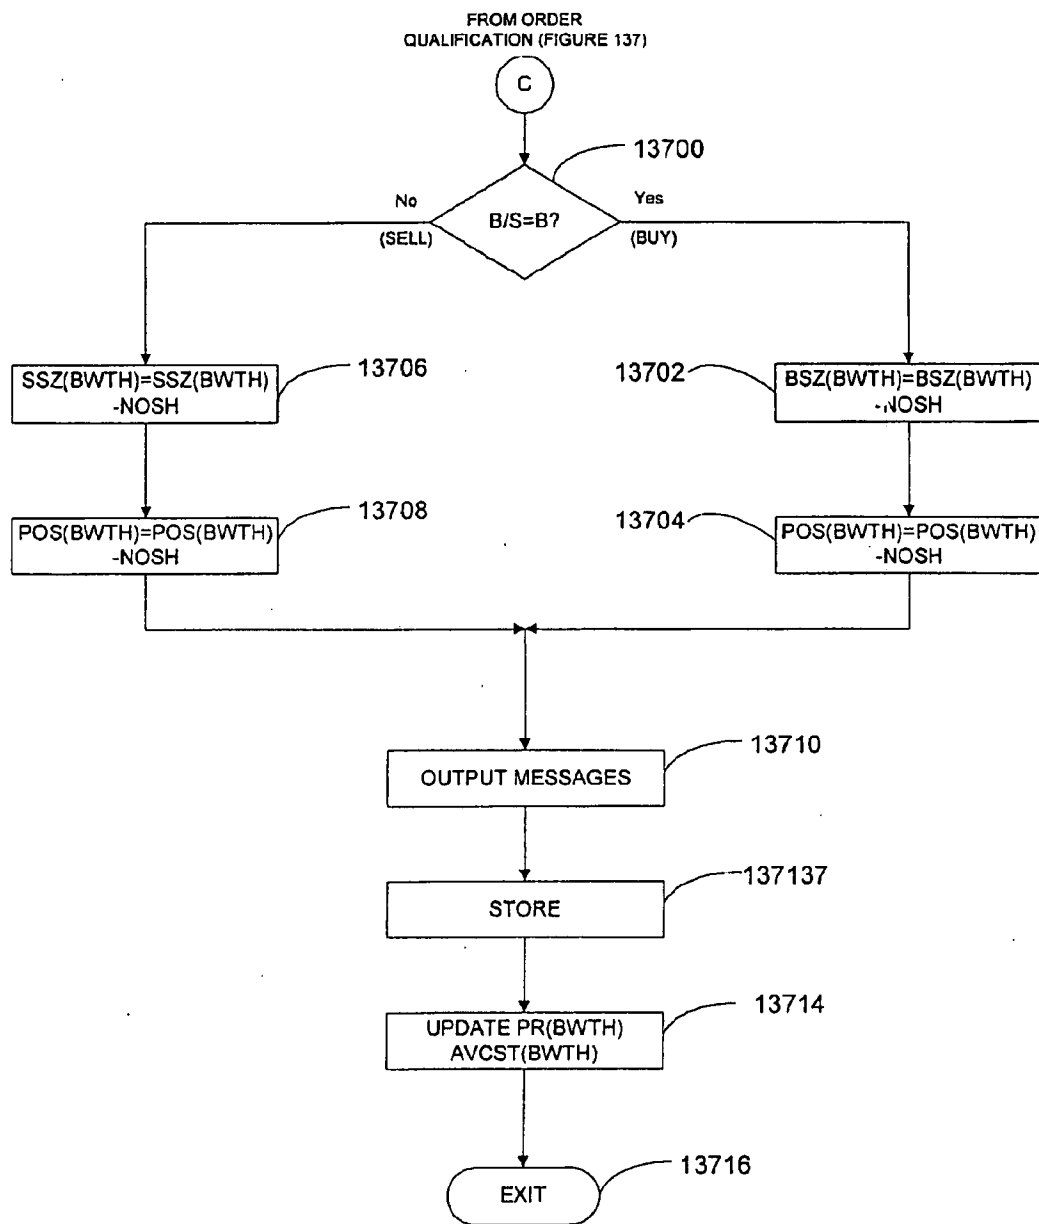 FROM ORDER
QUALIFICATION (FIGURE 137)
C
13700
No
Yes
B/S=B?
(SELL)
(BUY)
13706
13702
SSZ(BWTH)=SSZ(BWTH)
-NOSH
BSZ(BWTH)=BSZ(BWTH)
-NOSH
13708
13704
POS(BWTH)=POS(BWTH)
-NOSH
POS(BWTH)=POS(BWTH)
-NOSH
13710
OUTPUT MESSAGES
137137
STORE
13714
UPDATE PR(BWTH)
AVCST(BWTH)
13716
EXIT